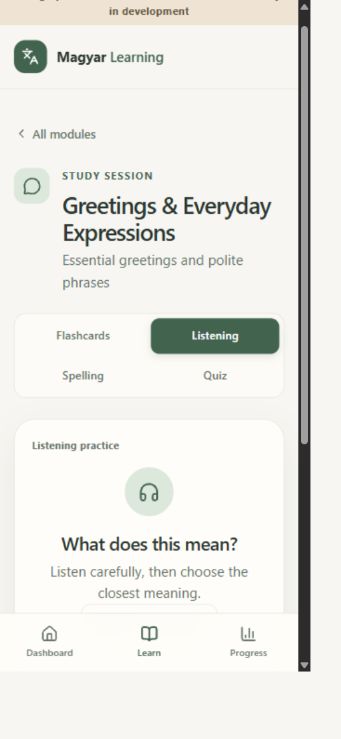 in development
Magyar Learning
All modules
STUDY SESSION
Greetings & Everyday
Expressions
Essential greetings and polite
phrases
Flashcards
Listening
Spelling
Quiz
Listening practice
What does this mean?
Listen carefully, then choose the
closest meaning.
Dashboard
Learn
Progress